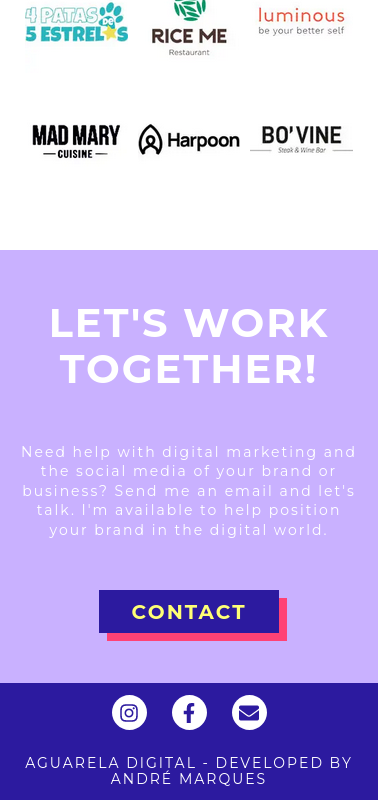 4 PATAS
DE
5 ESTRELAS
RICE ME
Restaurant
luminous
be your better self
MAD MARY
CUISINE
Harpoon
BO'VINE
Steak & Wine Bar
LET'S WORK
TOGETHER!
Need help with digital marketing and
the social media of your brand or
business? Send me an email and let's
talk. I'm available to help position
your brand in the digital world.
CONTACT
AGUARELA DIGITAL - DEVELOPED BY
ANDRÉ MARQUES